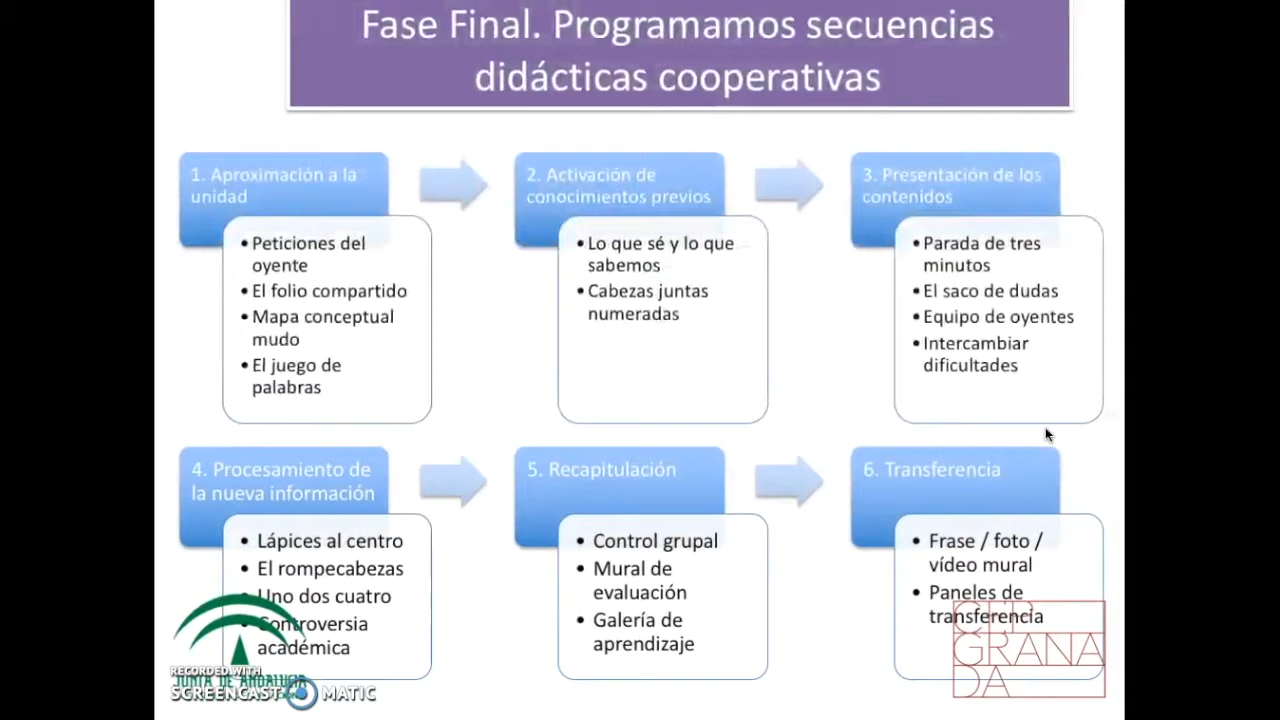 Fase Final. Programamos secuencias
didácticas cooperativas
1. Aproximación a la
unidad
• Peticiones del
oyente
• El folio compartido
• Mapa conceptual
mudo
• El juego de
palabras
2. Activación de
conocimientos previos
• Lo que sé y lo que
sabemos
• Cabezas juntas
numeradas
3. Presentación de los
contenidos
• Parada de tres
minutos
• El saco de dudas
• Equipo de oyentes
• Intercambiar
dificultades
4. Procesamiento de
la nueva información
• Lápices al centro
• El rompecabezas
• Uno dos cuatro
• Controversia
académica
5. Recapitulación
• Control grupal
• Mural de
evaluación
• Galería de
aprendizaje
6. Transferencia
• Frase / foto /
vídeo mural
• Paneles de
transferencia
JUNTA DE ANDALUCIA
RECORDED WITH
SCREENCAST MATIC
CEP
GRANA
DA